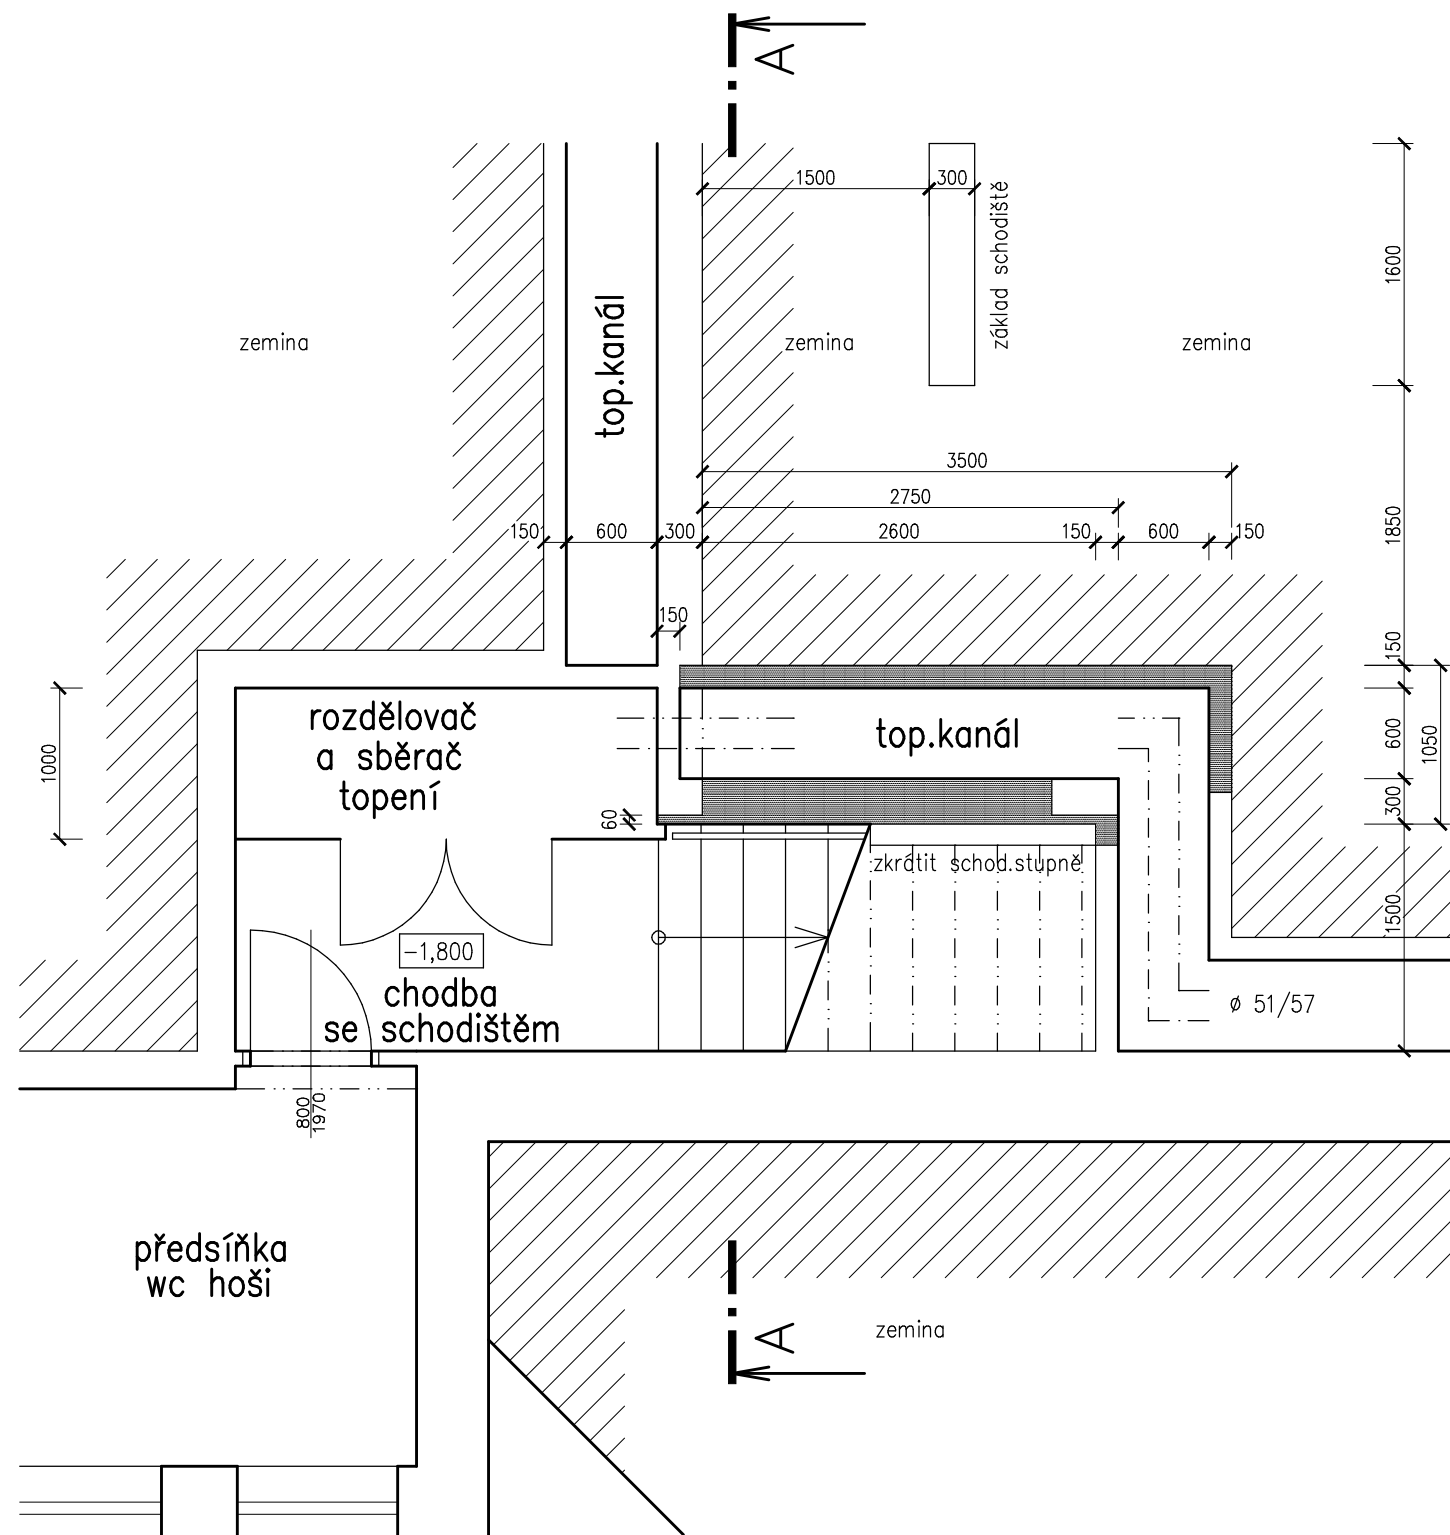 A
1500
300
základ schodiště
1600
top.kanál
zemina
zemina
zemina
3500
2750
150
600
300
2600
150
600
150
1850
150
150
rozdělovač
a sběrač
topení
top.kanál
1000
600
1050
60
300
zkrátit schod.stupně
1500
-1,800
chodba
se schodištěm
ø 51/57
800
1970
předsíňka
wc hoši
A
zemina